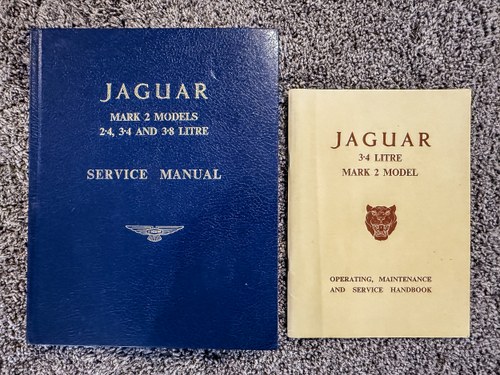 JAGUAR
MARK 2 MODELS
2·4, 3·4 AND 3·8 LITRE
SERVICE MANUAL
JAGUAR
3·4 LITRE
MARK 2 MODEL
OPERATING, MAINTENANCE
AND SERVICE HANDBOOK